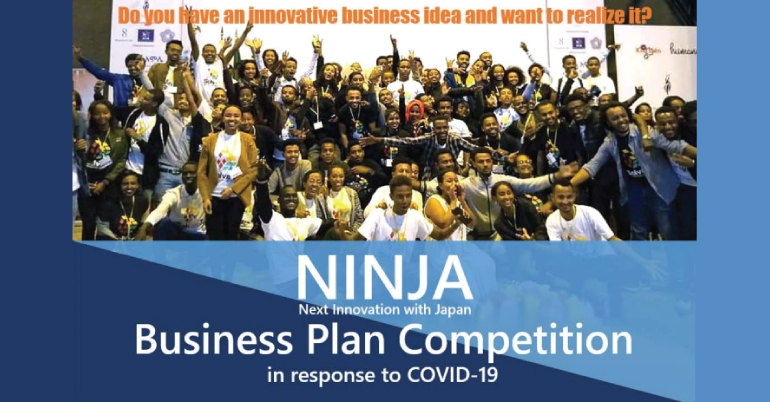 Do you have an innovative business idea and want to realize it?
NINJA
Next Innovation with Japan
Business Plan Competition
in response to COVID-19